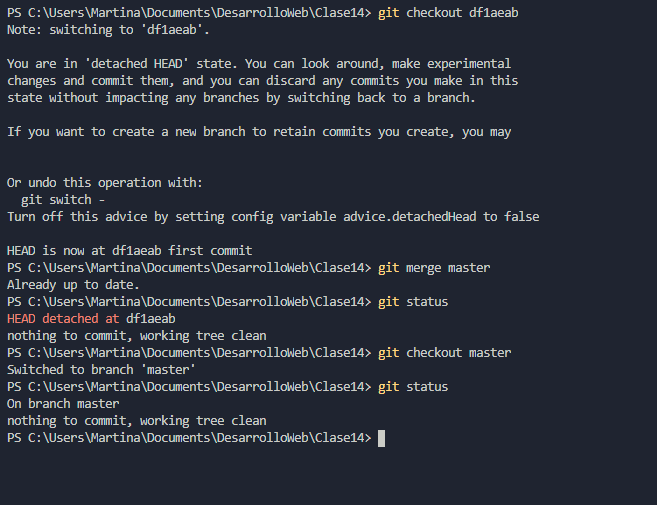 PS C:\Users\Martina\Documents\DesarrolloWeb\Clase14> git checkout df1aeab
Note: switching to 'df1aeab'.
You are in 'detached HEAD' state. You can look around, make experimental
changes and commit them, and you can discard any commits you make in this
state without impacting any branches by switching back to a branch.
If you want to create a new branch to retain commits you create, you may
Or undo this operation with:
  git switch -
Turn off this advice by setting config variable advice.detachedHead to false
HEAD is now at df1aeab first commit
PS C:\Users\Martina\Documents\DesarrolloWeb\Clase14> git merge master
Already up to date.
PS C:\Users\Martina\Documents\DesarrolloWeb\Clase14> git status
HEAD detached at df1aeab
nothing to commit, working tree clean
PS C:\Users\Martina\Documents\DesarrolloWeb\Clase14> git checkout master
Switched to branch 'master'
PS C:\Users\Martina\Documents\DesarrolloWeb\Clase14> git status
On branch master
nothing to commit, working tree clean
PS C:\Users\Martina\Documents\DesarrolloWeb\Clase14>